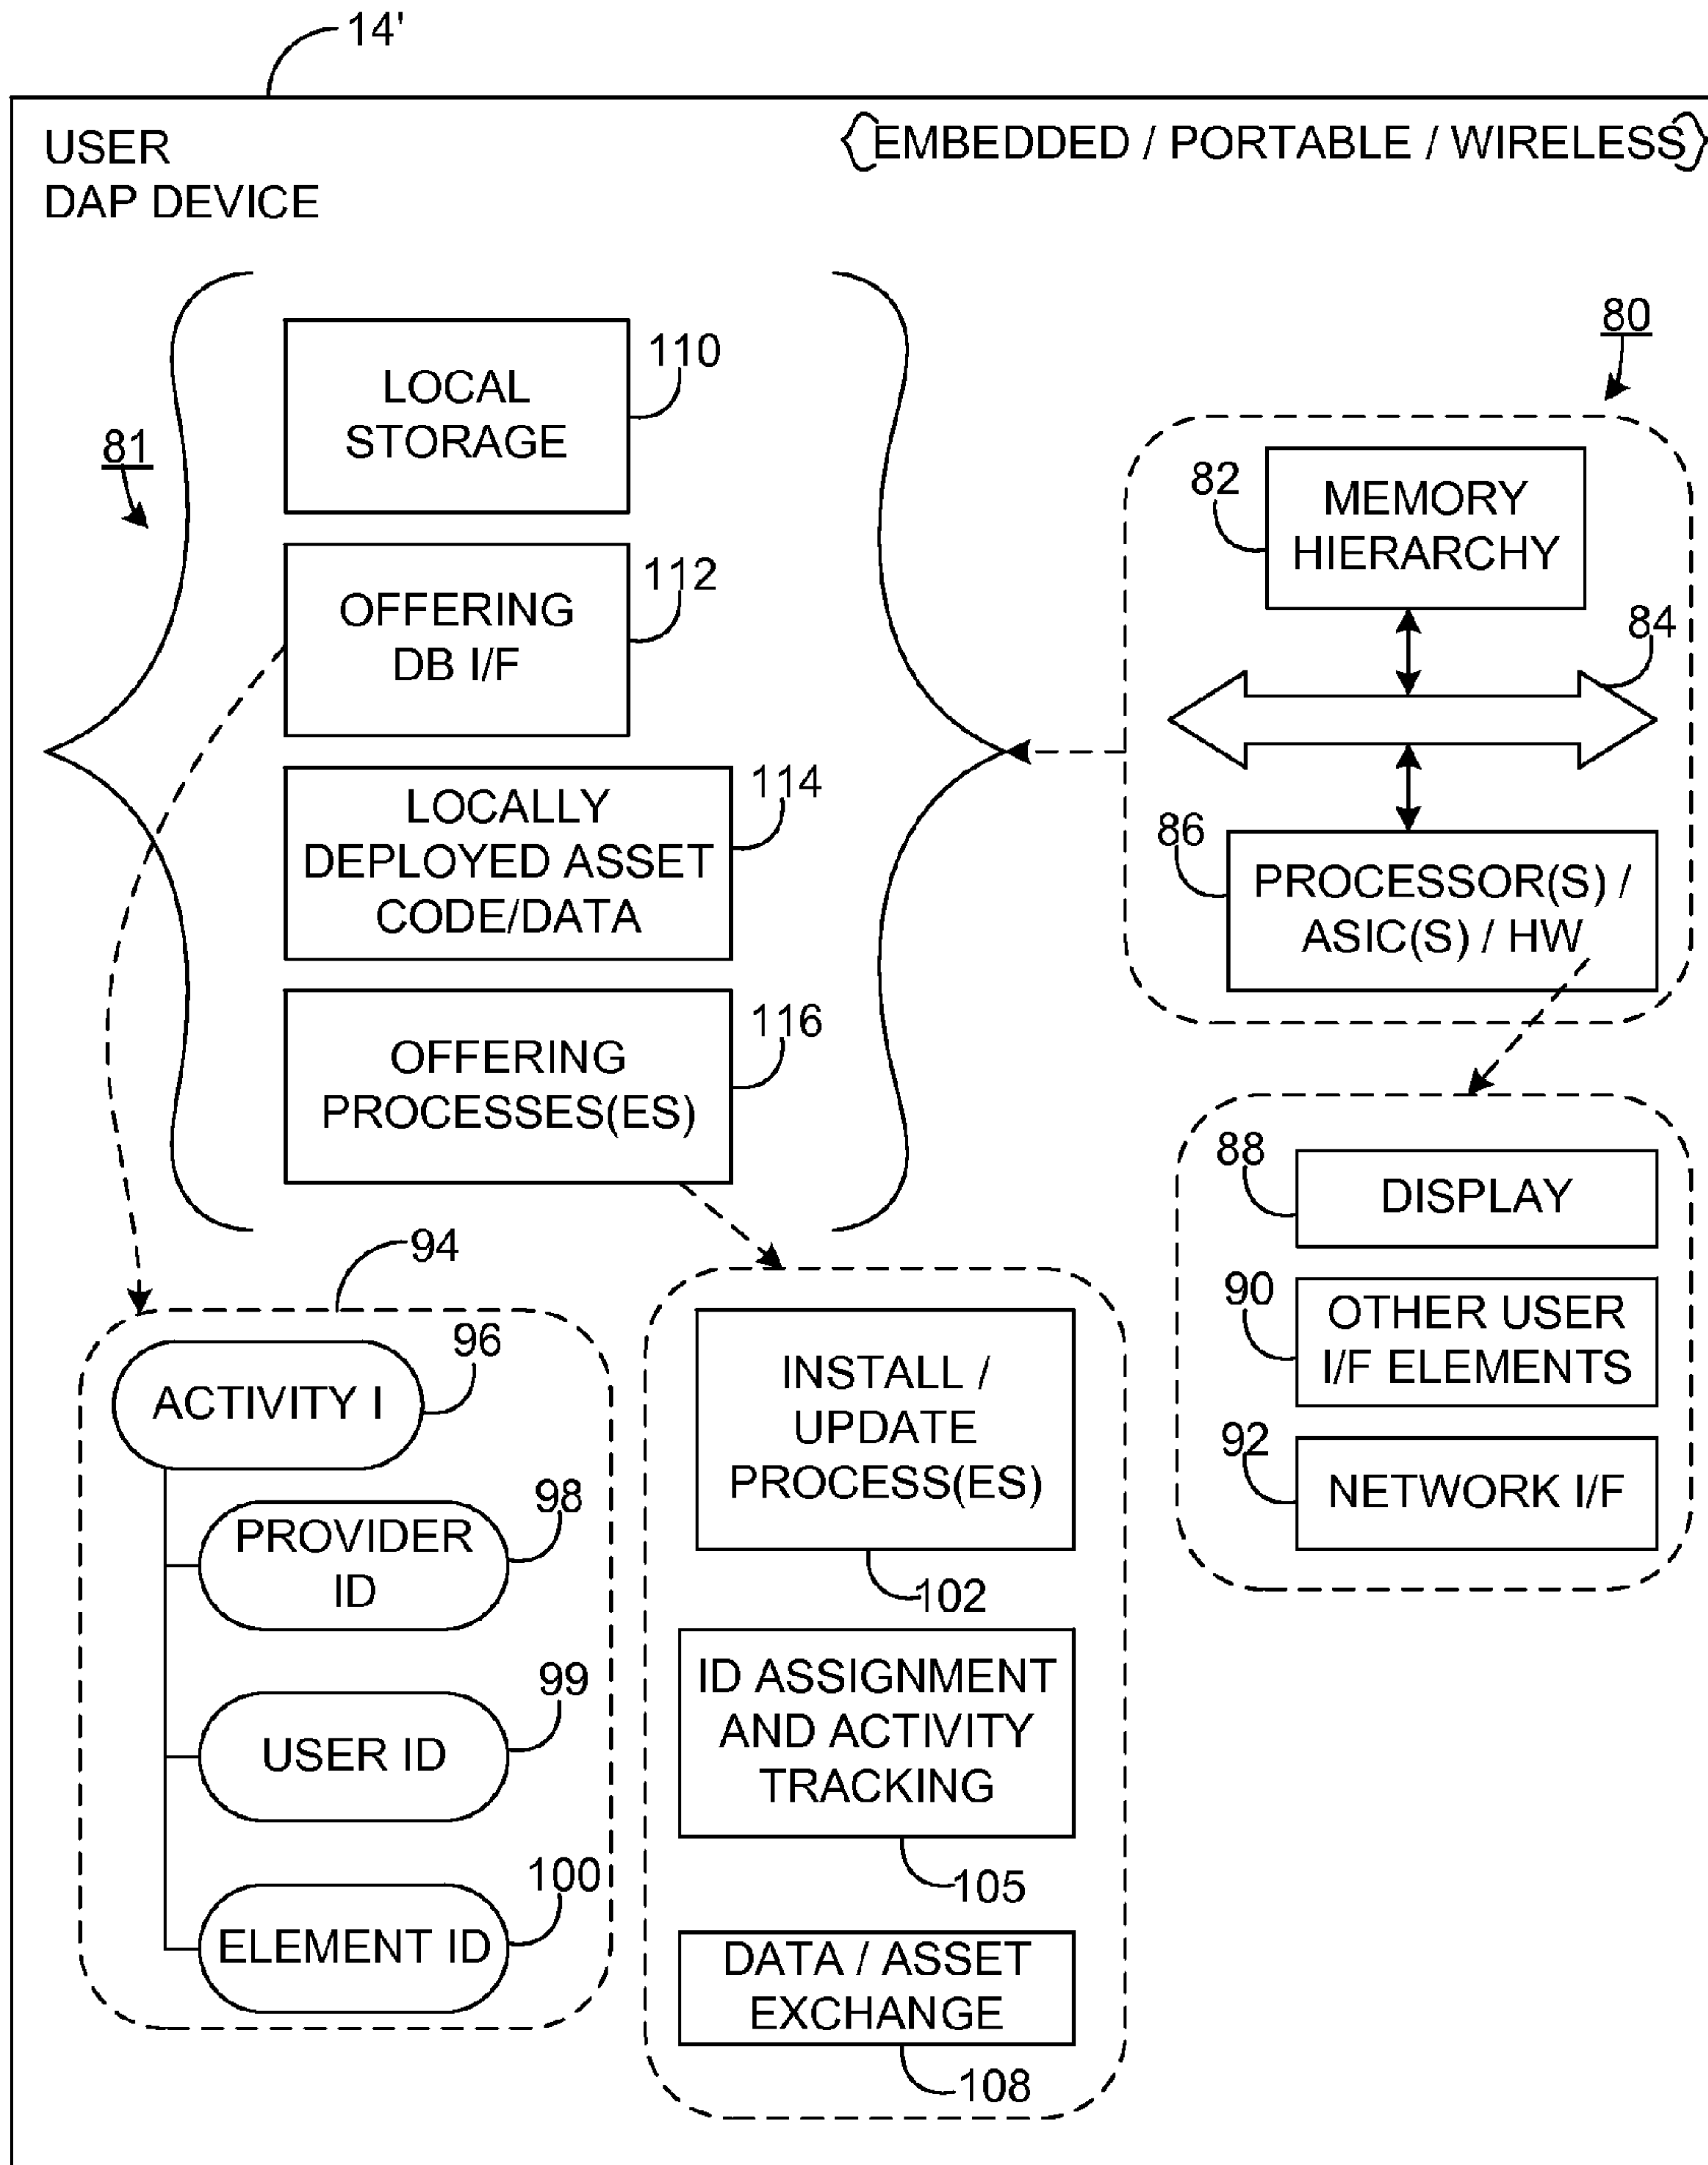 14'
USER
DAP DEVICE
{EMBEDDED / PORTABLE / WIRELESS}
81
LOCAL
STORAGE
110
OFFERING
DB I/F
112
LOCALLY
DEPLOYED ASSET
CODE/DATA
114
OFFERING
PROCESSES(ES)
116
80
82
MEMORY
HIERARCHY
84
86
PROCESSOR(S) /
ASIC(S) / HW
88
DISPLAY
90
OTHER USER
I/F ELEMENTS
92
NETWORK I/F
94
ACTIVITY I
96
PROVIDER
ID
98
USER ID
99
ELEMENT ID
100
INSTALL /
UPDATE
PROCESS(ES)
102
ID ASSIGNMENT
AND ACTIVITY
TRACKING
105
DATA / ASSET
EXCHANGE
108